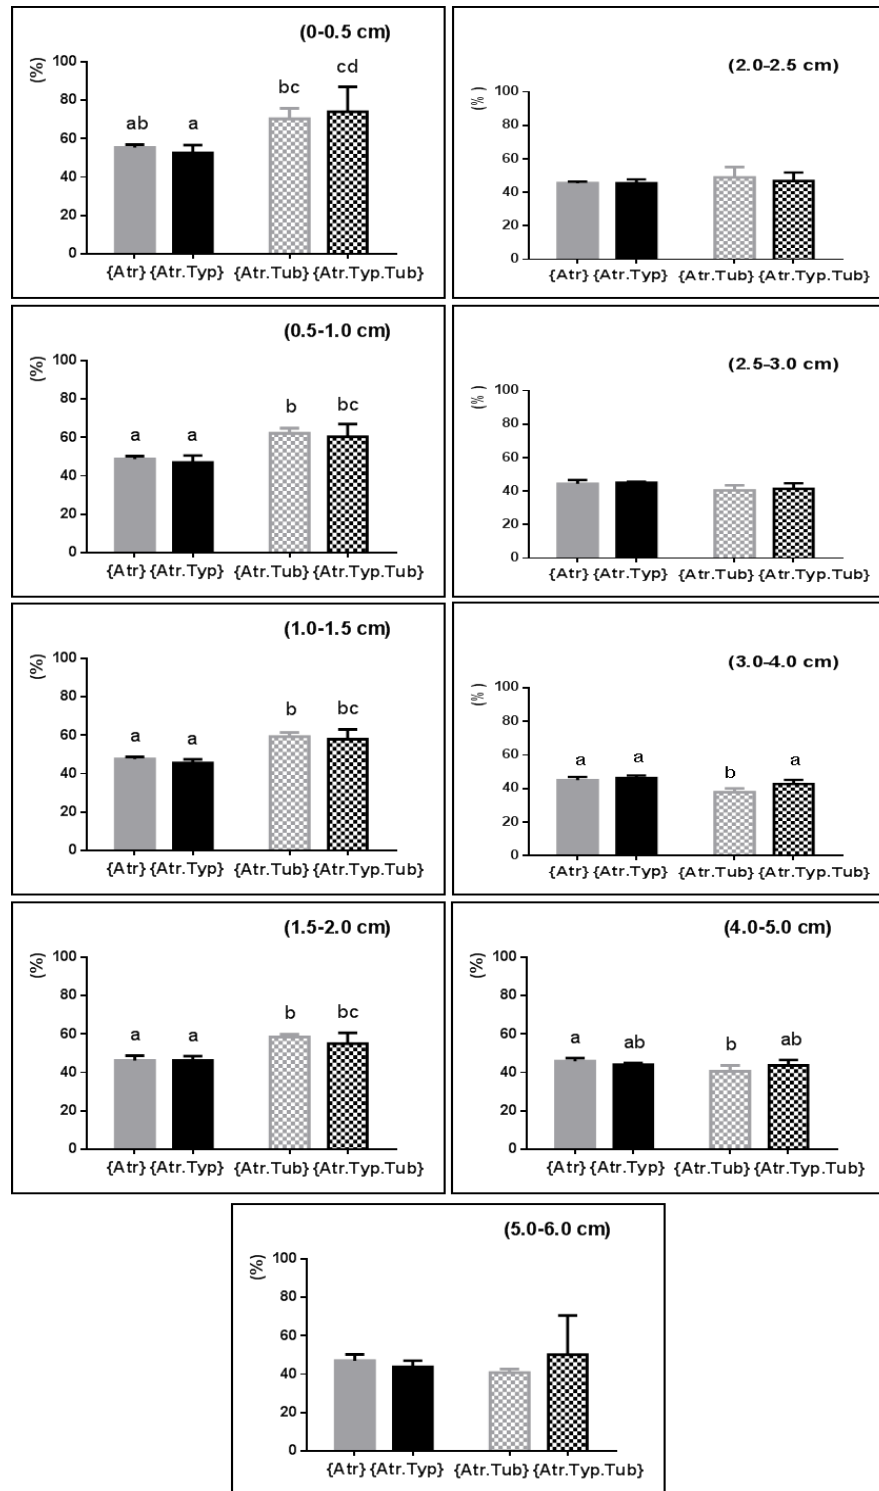 (0-0.5 cm)
(%)
100
80
60
40
20
0
ab a bc cd
{Atr} {Atr.Typ} {Atr.Tub} {Atr.Typ.Tub}
(2.0-2.5 cm)
(%)
100
80
60
40
20
0
{Atr} {Atr.Typ} {Atr.Tub} {Atr.Typ.Tub}
(0.5-1.0 cm)
(%)
100
80
60
40
20
0
a a b bc
{Atr} {Atr.Typ} {Atr.Tub} {Atr.Typ.Tub}
(2.5-3.0 cm)
(%)
100
80
60
40
20
0
{Atr} {Atr.Typ} {Atr.Tub} {Atr.Typ.Tub}
(1.0-1.5 cm)
(%)
100
80
60
40
20
0
a a b bc
{Atr} {Atr.Typ} {Atr.Tub} {Atr.Typ.Tub}
(3.0-4.0 cm)
(%)
100
80
60
40
20
0
a a b a
{Atr} {Atr.Typ} {Atr.Tub} {Atr.Typ.Tub}
(1.5-2.0 cm)
(%)
100
80
60
40
20
0
a a b bc
{Atr} {Atr.Typ} {Atr.Tub} {Atr.Typ.Tub}
(4.0-5.0 cm)
(%)
100
80
60
40
20
0
a ab b ab
{Atr} {Atr.Typ} {Atr.Tub} {Atr.Typ.Tub}
(5.0-6.0 cm)
(%)
100
80
60
40
20
0
{Atr} {Atr.Typ} {Atr.Tub} {Atr.Typ.Tub}